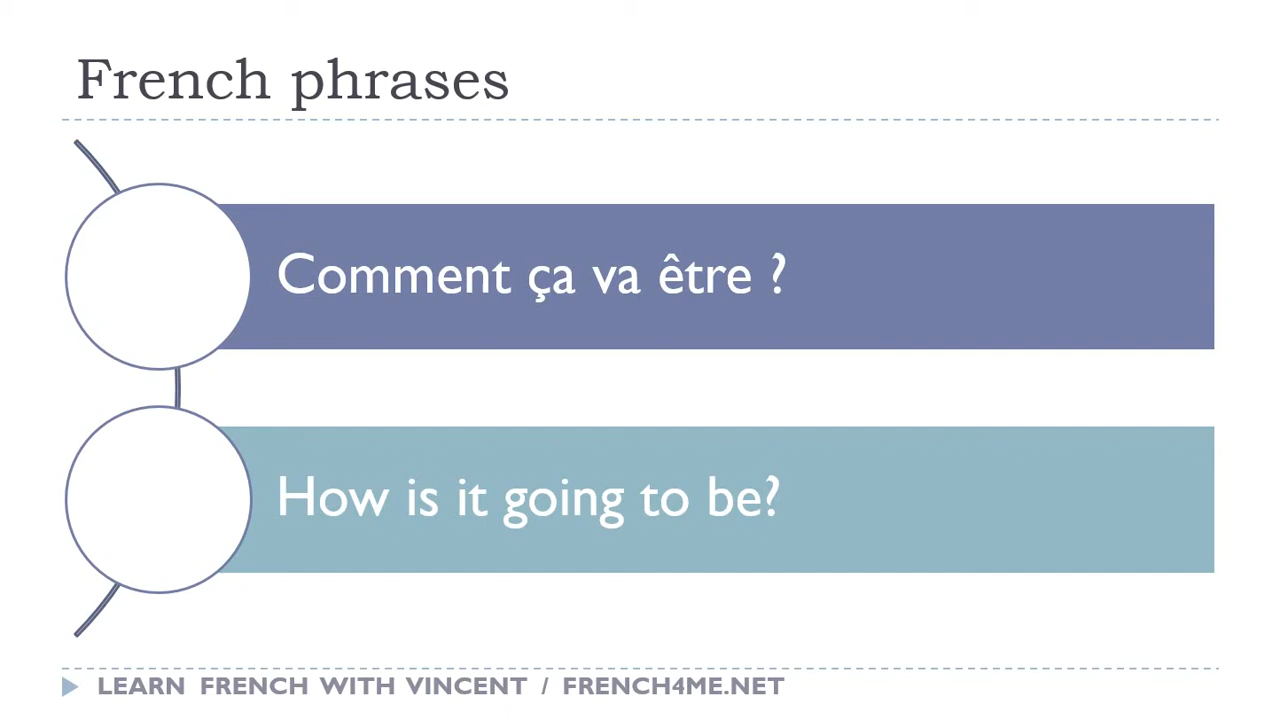 French phrases
Comment ça va être ?
How is it going to be?
LEARN FRENCH WITH VINCENT / FRENCH4ME.NET